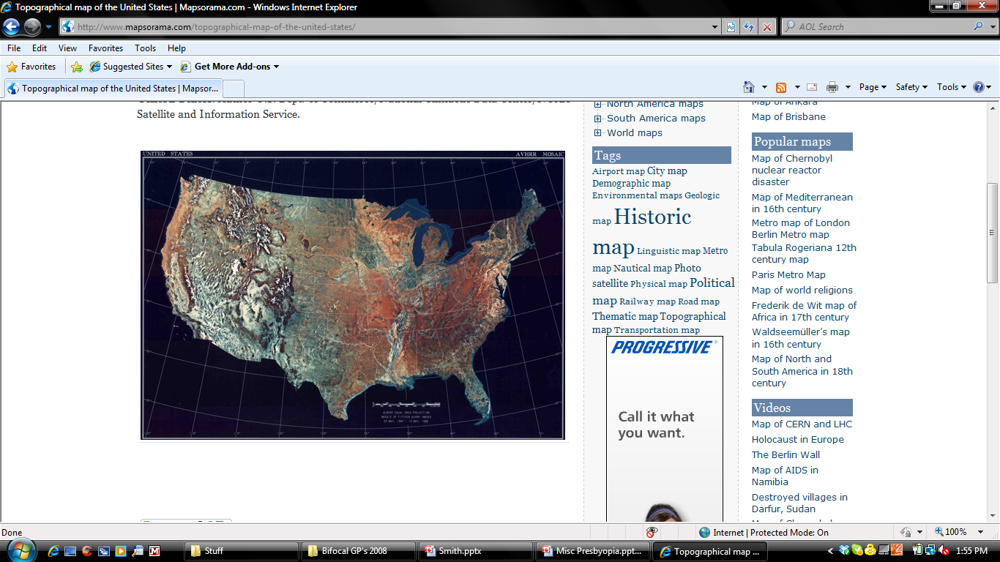 Topographical map of the United States | Mapsorama.com - Windows Internet Explorer
http://www.mapsorama.com/topographical-map-of-the-united-states/
AOL Search
File Edit View Favorites Tools Help
Favorites Suggested Sites Get More Add-ons
Topographical map of the United States | Mapsor...
Page Safety Tools
Satellite and Information Service.
UNITED STATES AVHRR MOSAIC
ALBERS EQUAL AREA PROJECTION
MOSAIC OF FIFTEEN AVHRR IMAGES
North America maps
South America maps
World maps
Tags
Airport map City map
Demographic map
Environmental maps Geologic
map Historic
map Linguistic map Metro
map Nautical map Photo
satellite Physical map Political
map Railway map Road map
Thematic map Topographical
map Transportation map
PROGRESSIVE
Call it what
you want.
Map of Ankara
Map of Brisbane
Popular maps
Map of Chernobyl
nuclear reactor
disaster
Map of Mediterranean
in 16th century
Metro map of London
Berlin Metro map
Tabula Rogeriana 12th
century map
Paris Metro Map
Map of world religions
Frederik de Wit map of
Africa in 17th century
Waldseemüller´s map
in 16th century
Map of North and
South America in 18th
century
Videos
Map of CERN and LHC
Holocaust in Europe
The Berlin Wall
Map of AIDS in
Namibia
Destroyed villages in
Darfur, Sudan
Done
Internet | Protected Mode: On
100%
Stuff
Bifocal GP's 2008
Smith.pptx
Misc Presbyopia.ppt...
Topographical map ...
1:55 PM